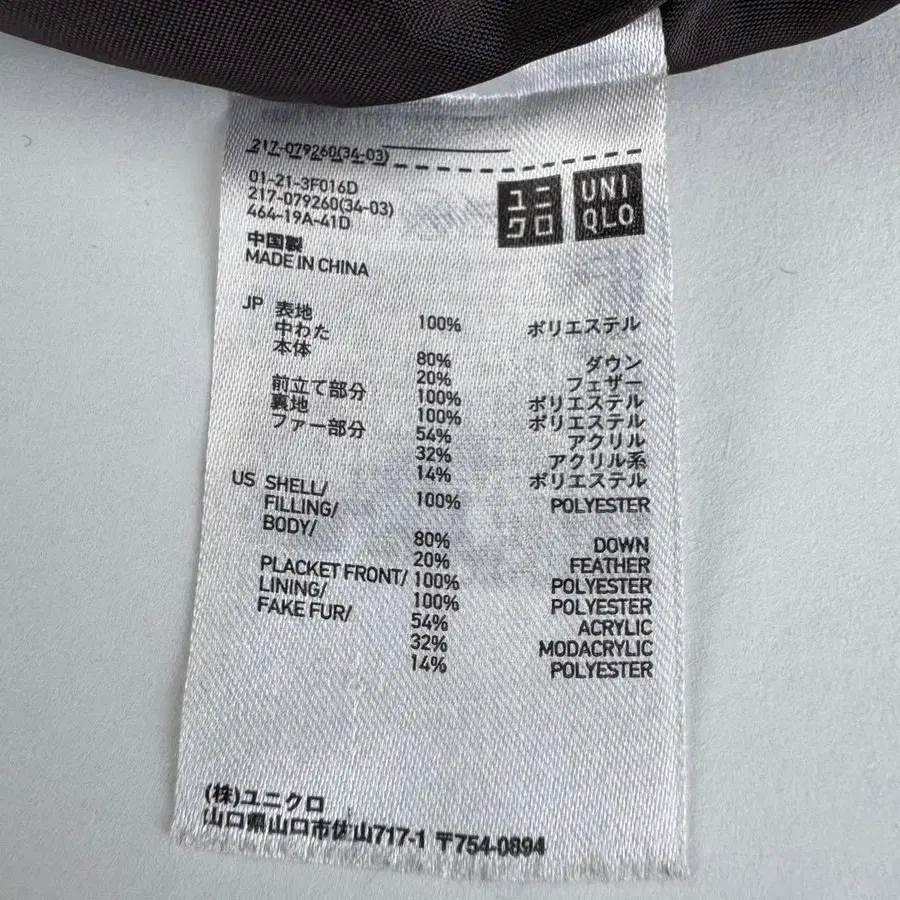 217-079260(34-03)
01-21-3F016D
217-079260(34-03)
464-19A-41D
ユニクロ
UNIQLO
中国製
MADE IN CHINA
JP 表地 100% ポリエステル
中わた
本体 80% ダウン
20% フェザー
前立て部分 100% ポリエステル
裏地 100% ポリエステル
ファー部分 54% アクリル
32% アクリル系
14% ポリエステル
US SHELL/ 100% POLYESTER
FILLING/
BODY/ 80% DOWN
20% FEATHER
PLACKET FRONT/ 100% POLYESTER
LINING/ 100% POLYESTER
FAKE FUR/ 54% ACRYLIC
32% MODACRYLIC
14% POLYESTER
(株)ユニクロ
山口県山口市佐山717-1 〒754-0894